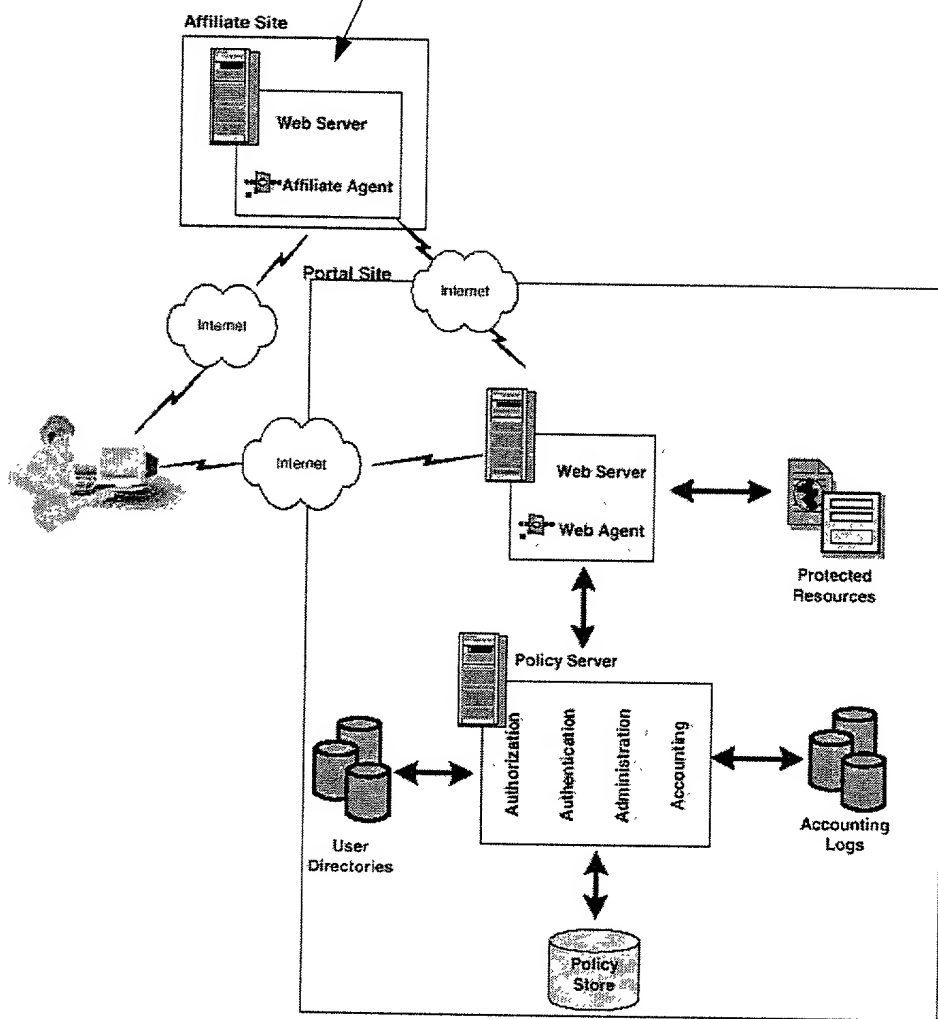 Affiliate Site
Web Server
Affiliate Agent
Portal Site
Internet
Internet
Internet
Web Server
Web Agent
Protected
Resources
Policy Server
Authorization
Authentication
Administration
Accounting
User
Directories
Accounting
Logs
Policy
Store